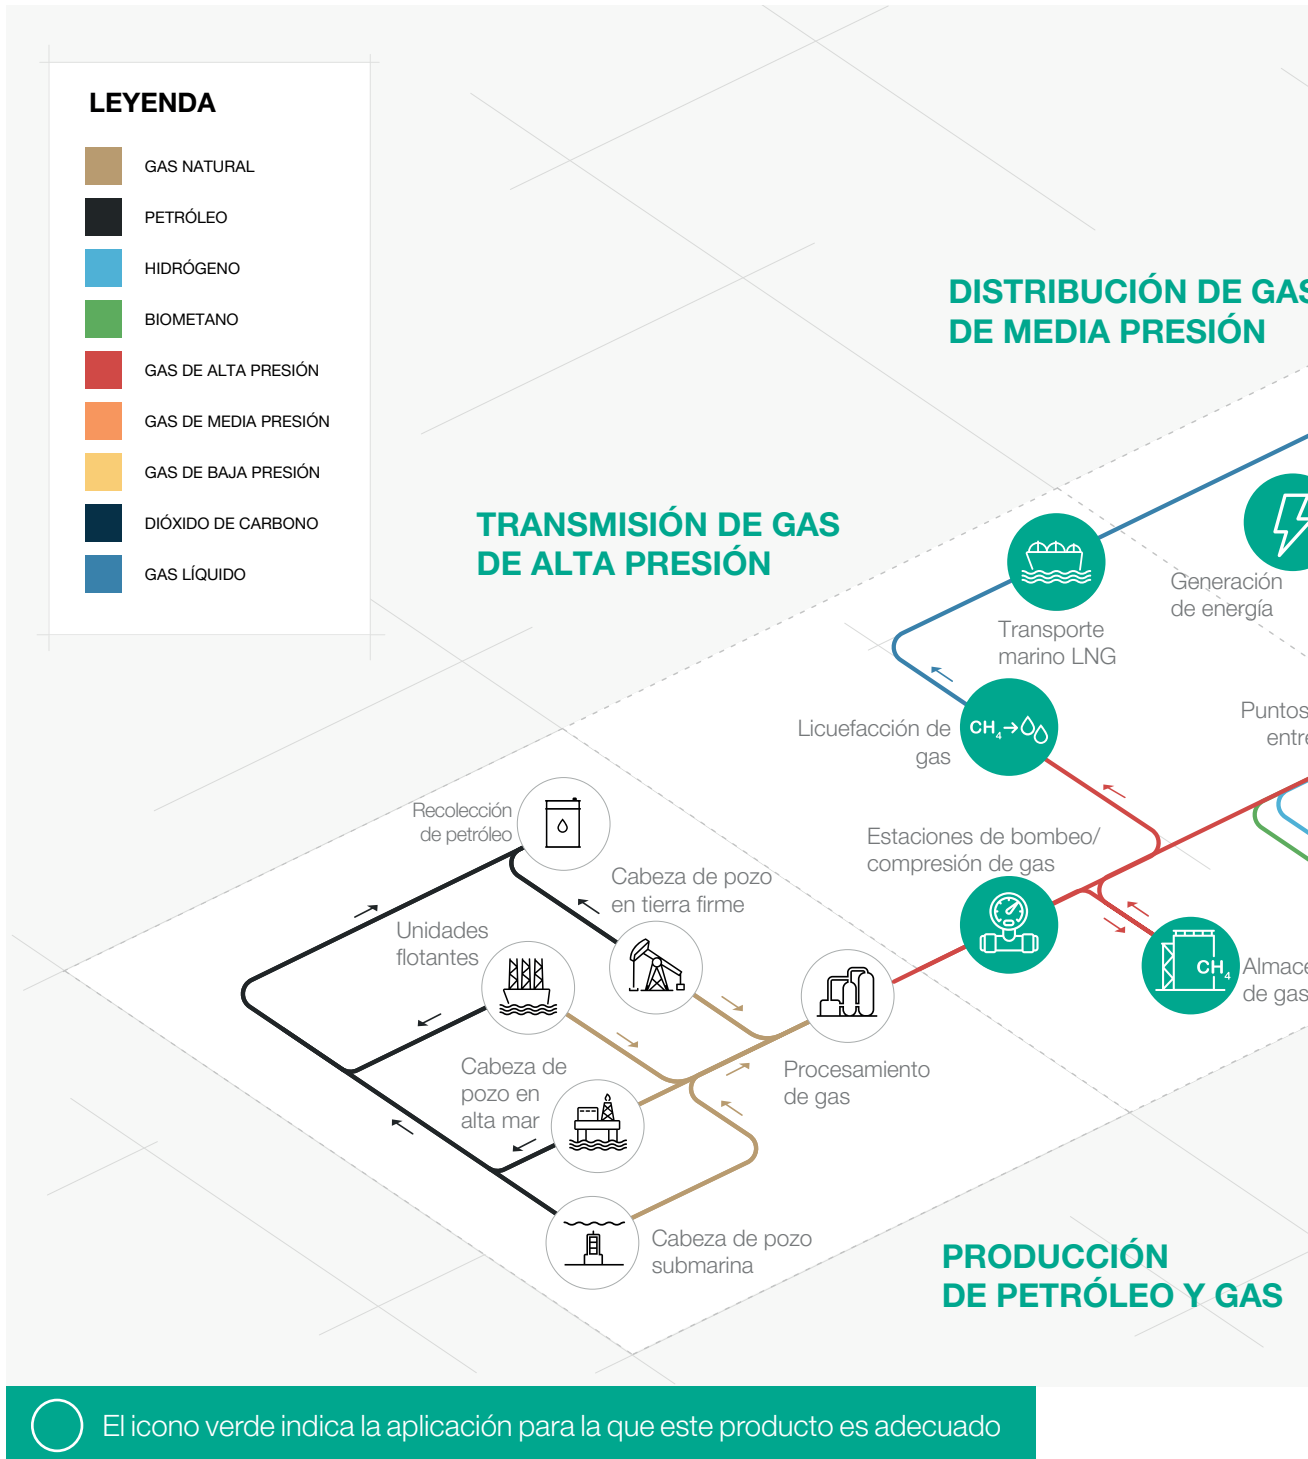 LEYENDA
GAS NATURAL
PETRÓLEO
HIDRÓGENO
BIOMETANO
GAS DE ALTA PRESIÓN
GAS DE MEDIA PRESIÓN
GAS DE BAJA PRESIÓN
DIÓXIDO DE CARBONO
GAS LÍQUIDO
DISTRIBUCIÓN DE GAS
DE MEDIA PRESIÓN
TRANSMISIÓN DE GAS
DE ALTA PRESIÓN
Generación
de energía
Transporte
marino LNG
Licuefacción de
gas
CH₄→
Puntos
entre
Recolección
de petróleo
Estaciones de bombeo/
compresión de gas
Cabeza de pozo
en tierra firme
Unidades
flotantes
CH₄
Almace
de gas
Cabeza de
pozo en
alta mar
Procesamiento
de gas
Cabeza de pozo
submarina
PRODUCCIÓN
DE PETRÓLEO Y GAS
El icono verde indica la aplicación para la que este producto es adecuado